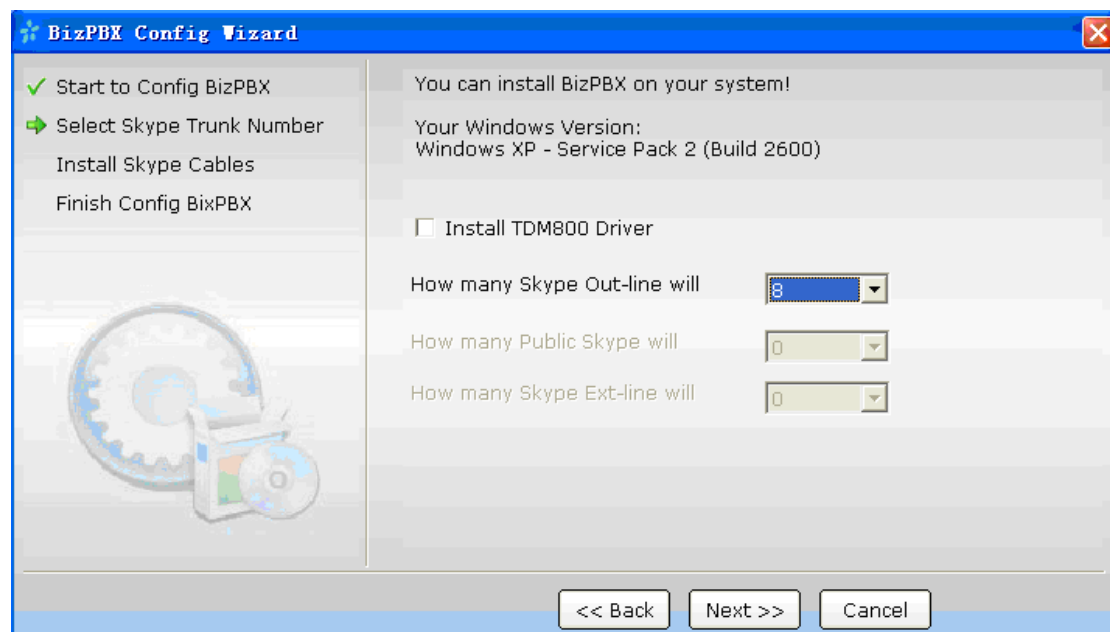 BizPBX Config Wizard
Start to Config BizPBX
Select Skype Trunk Number
Install Skype Cables
Finish Config BixPBX
You can install BizPBX on your system!
Your Windows Version:
Windows XP - Service Pack 2 (Build 2600)
Install TDM800 Driver
How many Skype Out-line will 8
How many Public Skype will 0
How many Skype Ext-line will 0
<< Back Next >> Cancel